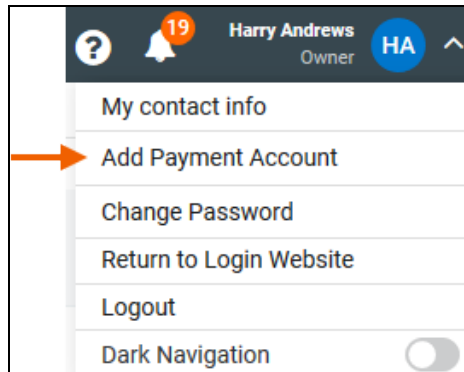 ?
19
Harry Andrews
Owner
HA
My contact info
Add Payment Account
Change Password
Return to Login Website
Logout
Dark Navigation